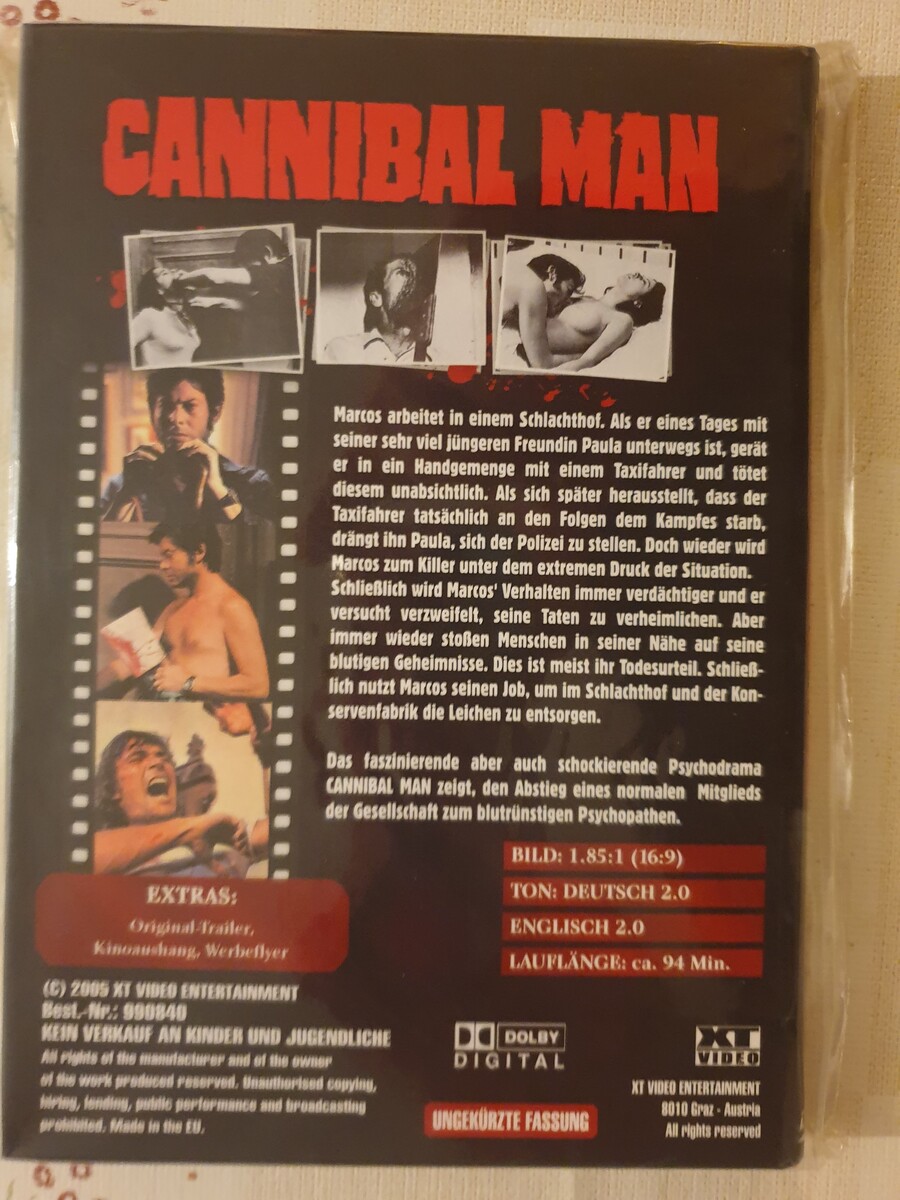 CANNIBAL MAN
Marcos arbeitet in einem Schlachthof. Als er eines Tages mit
seiner sehr viel jüngeren Freundin Paula unterwegs ist, gerät
er in ein Handgemenge mit einem Taxifahrer und tötet
diesem unabsichtlich. Als sich später herausstellt, dass der
Taxifahrer tatsächlich an den Folgen dem Kampfes starb,
drängt ihn Paula, sich der Polizei zu stellen. Doch wieder wird
Marcos zum Killer unter dem extremen Druck der Situation.
Schließlich wird Marcos' Verhalten immer verdächtiger und er
versucht verzweifelt, seine Taten zu verheimlichen. Aber
immer wieder stoßen Menschen in seiner Nähe auf seine
blutigen Geheimnisse. Dies ist meist ihr Todesurteil. Schließ-
lich nutzt Marcos seinen Job, um im Schlachthof und der Kon-
servenfabrik die Leichen zu entsorgen.
Das faszinierende aber auch schockierende Psychodrama
CANNIBAL MAN zeigt, den Abstieg eines normalen Mitglieds
der Gesellschaft zum blutrünstigen Psychopathen.
BILD: 1.85:1 (16:9)
TON: DEUTSCH 2.0
ENGLISCH 2.0
LAUFLÄNGE: ca. 94 Min.
EXTRAS:
Original-Trailer,
Kinoaushang, Werbeflyer
(C) 2005 XT VIDEO ENTERTAINMENT
Best.-Nr.: 990840
KEIN VERKAUF AN KINDER UND JUGENDLICHE
All rights of the manufacturer and of the owner
of the work produced reserved. Unauthorised copying,
hiring, lending, public performance and broadcasting
prohibited. Made in the EU.
DOLBY
DIGITAL
UNGEKÜRZTE FASSUNG
XT
VIDEO
XT VIDEO ENTERTAINMENT
8010 Graz - Austria
All rights reserved